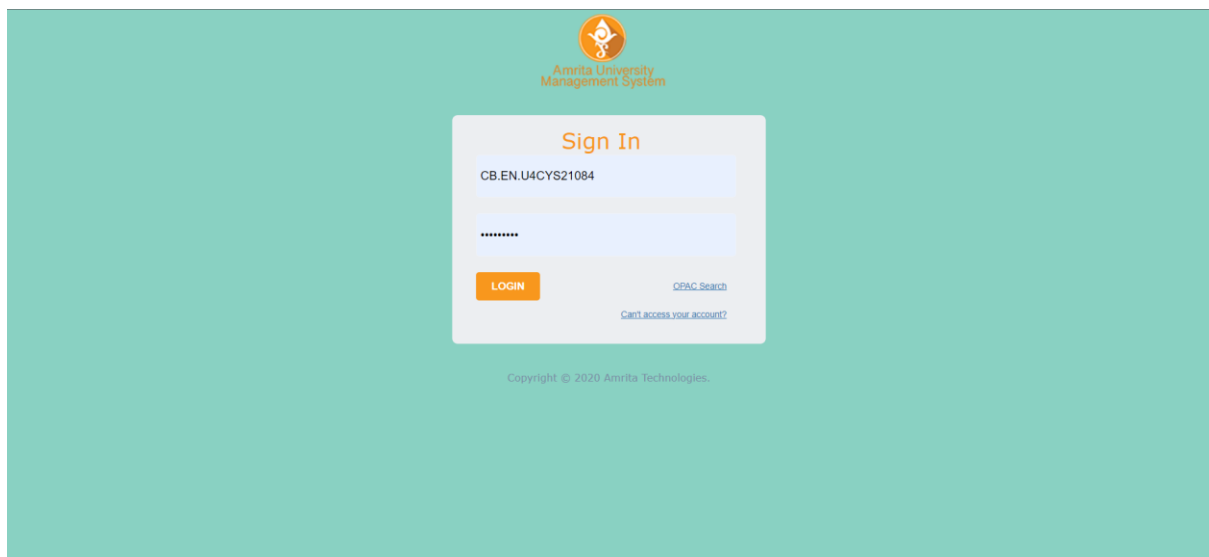 Amrita University
Management System
Sign In
CB.EN.U4CYS21084
•••••••••
LOGIN
OPAC Search
Can't access your account?
Copyright © 2020 Amrita Technologies.